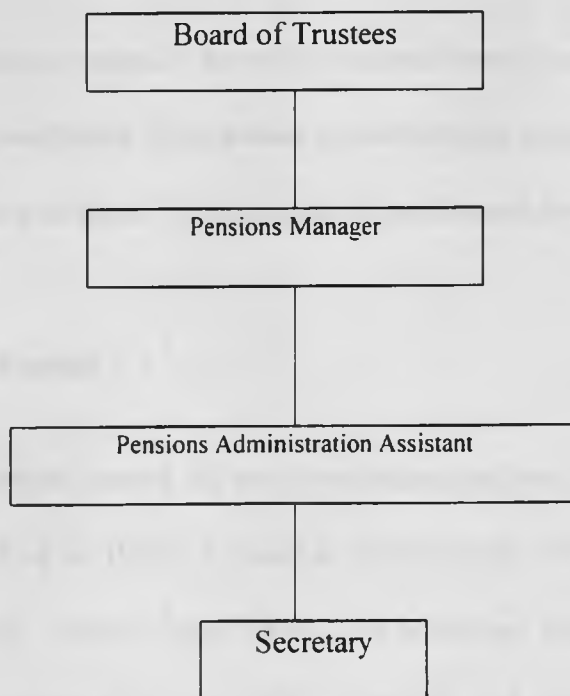 Board of Trustees
Pensions Manager
Pensions Administration Assistant
Secretary